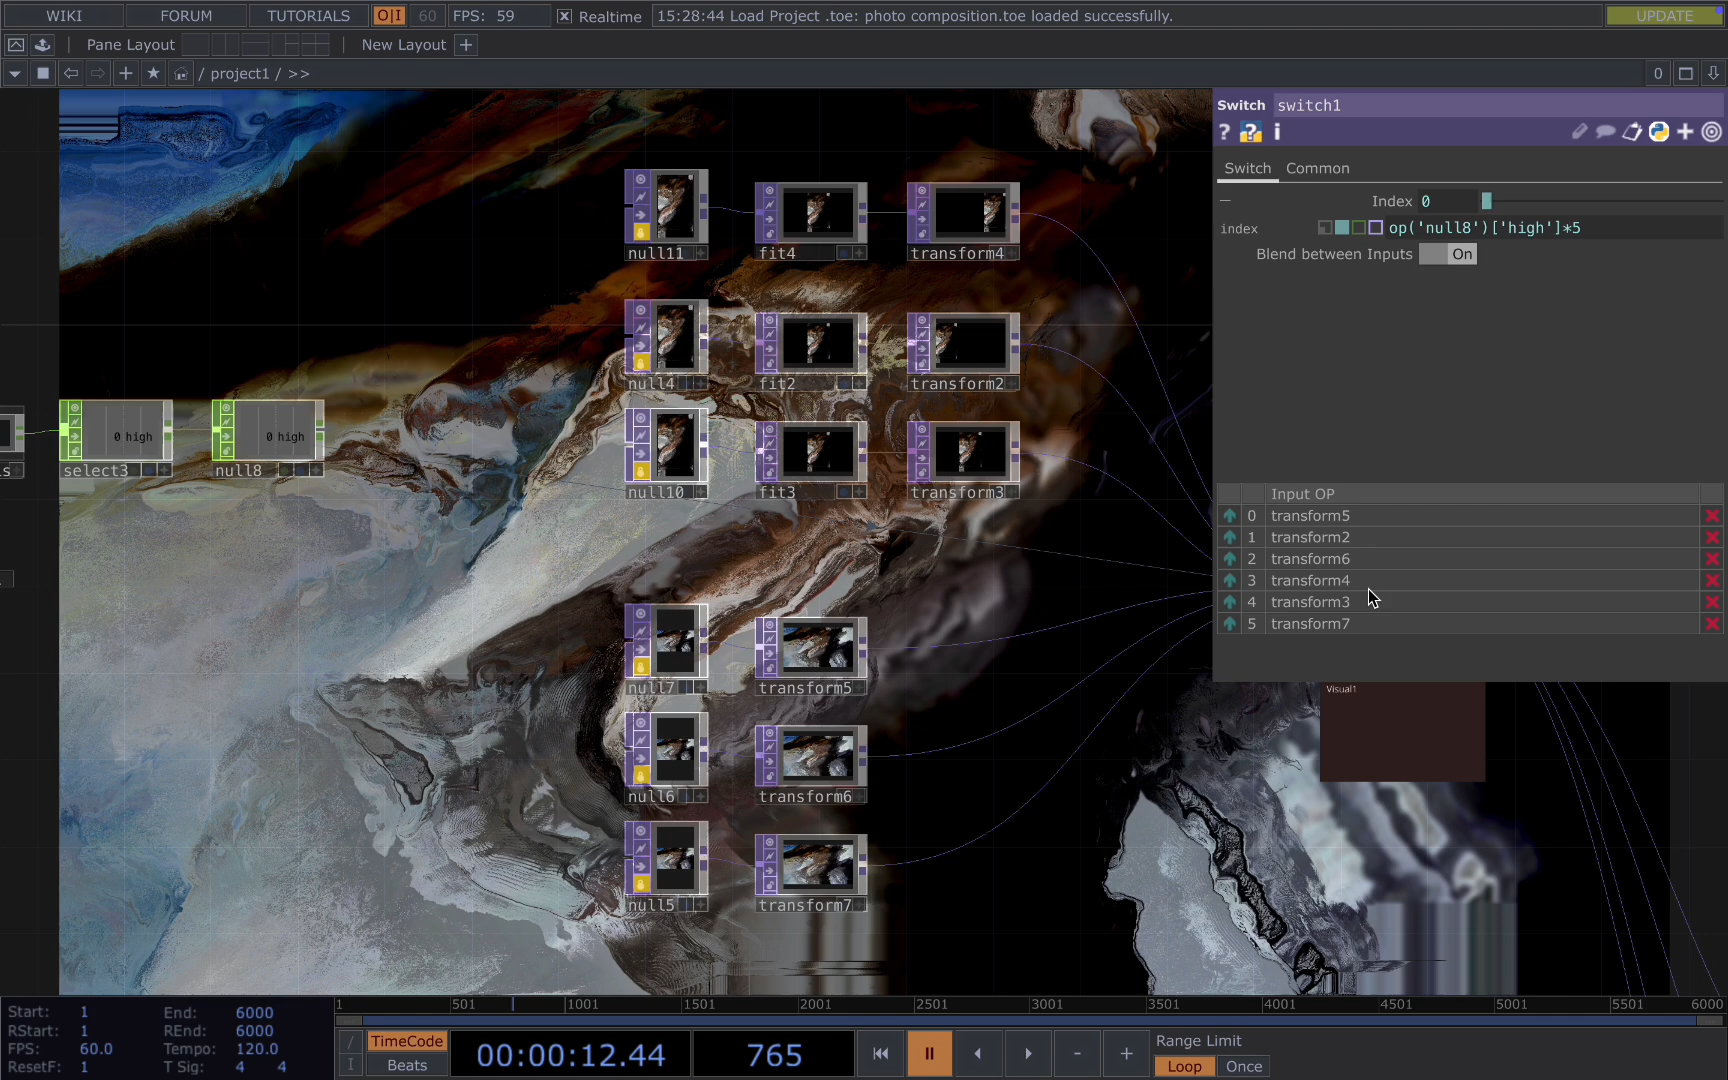 WIKI FORUM TUTORIALS O|I 60 FPS: 59 Realtime 15:28:44 Load Project .toe: photo composition.toe loaded successfully. UPDATE
Pane Layout New Layout +
/ project1 / >> 0
Switch switch1
? ? i
Switch Common
Index 0
index op('null8')['high']*5
Blend between Inputs On
null11 fit4 transform4
null4 fit2 transform2
0 high 0 high
select3 null8
null10 fit3 transform3
Input OP
0 transform5
1 transform2
2 transform6
3 transform4
4 transform3
5 transform7
null7 transform5
Visual1
null6 transform6
null5 transform7
1 501 1001 1501 2001 2501 3001 3501 4001 4501 5001 5501 6000
Start: 1 End: 6000
RStart: 1 REnd: 6000
FPS: 60.0 Tempo: 120.0
ResetF: 1 T Sig: 4 4
TimeCode
Beats
00:00:12.44 765
- +
Range Limit
Loop Once